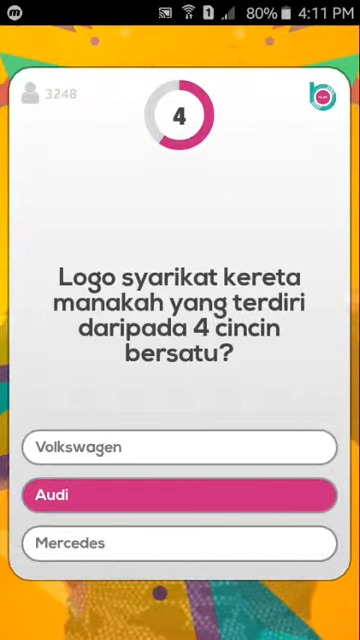 80% 4:11 PM
3248
4
Logo syarikat kereta
manakah yang terdiri
daripada 4 cincin
bersatu?
Volkswagen
Audi
Mercedes